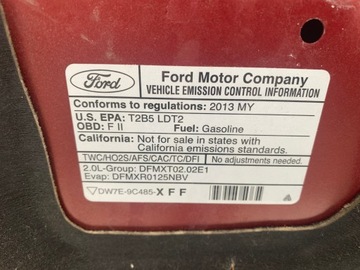 Ford
Ford Motor Company
VEHICLE EMISSION CONTROL INFORMATION
Conforms to regulations: 2013 MY
U.S. EPA: T2B5 LDT2
OBD: F II Fuel: Gasoline
California: Not for sale in states with
California emissions standards.
TWC/HO2S/AFS/CAC/TC/DFI No adjustments needed.
2.0L-Group: DFMXT02.02E1
Evap: DFMXR0125NBV
DW7E-9C485-XFF